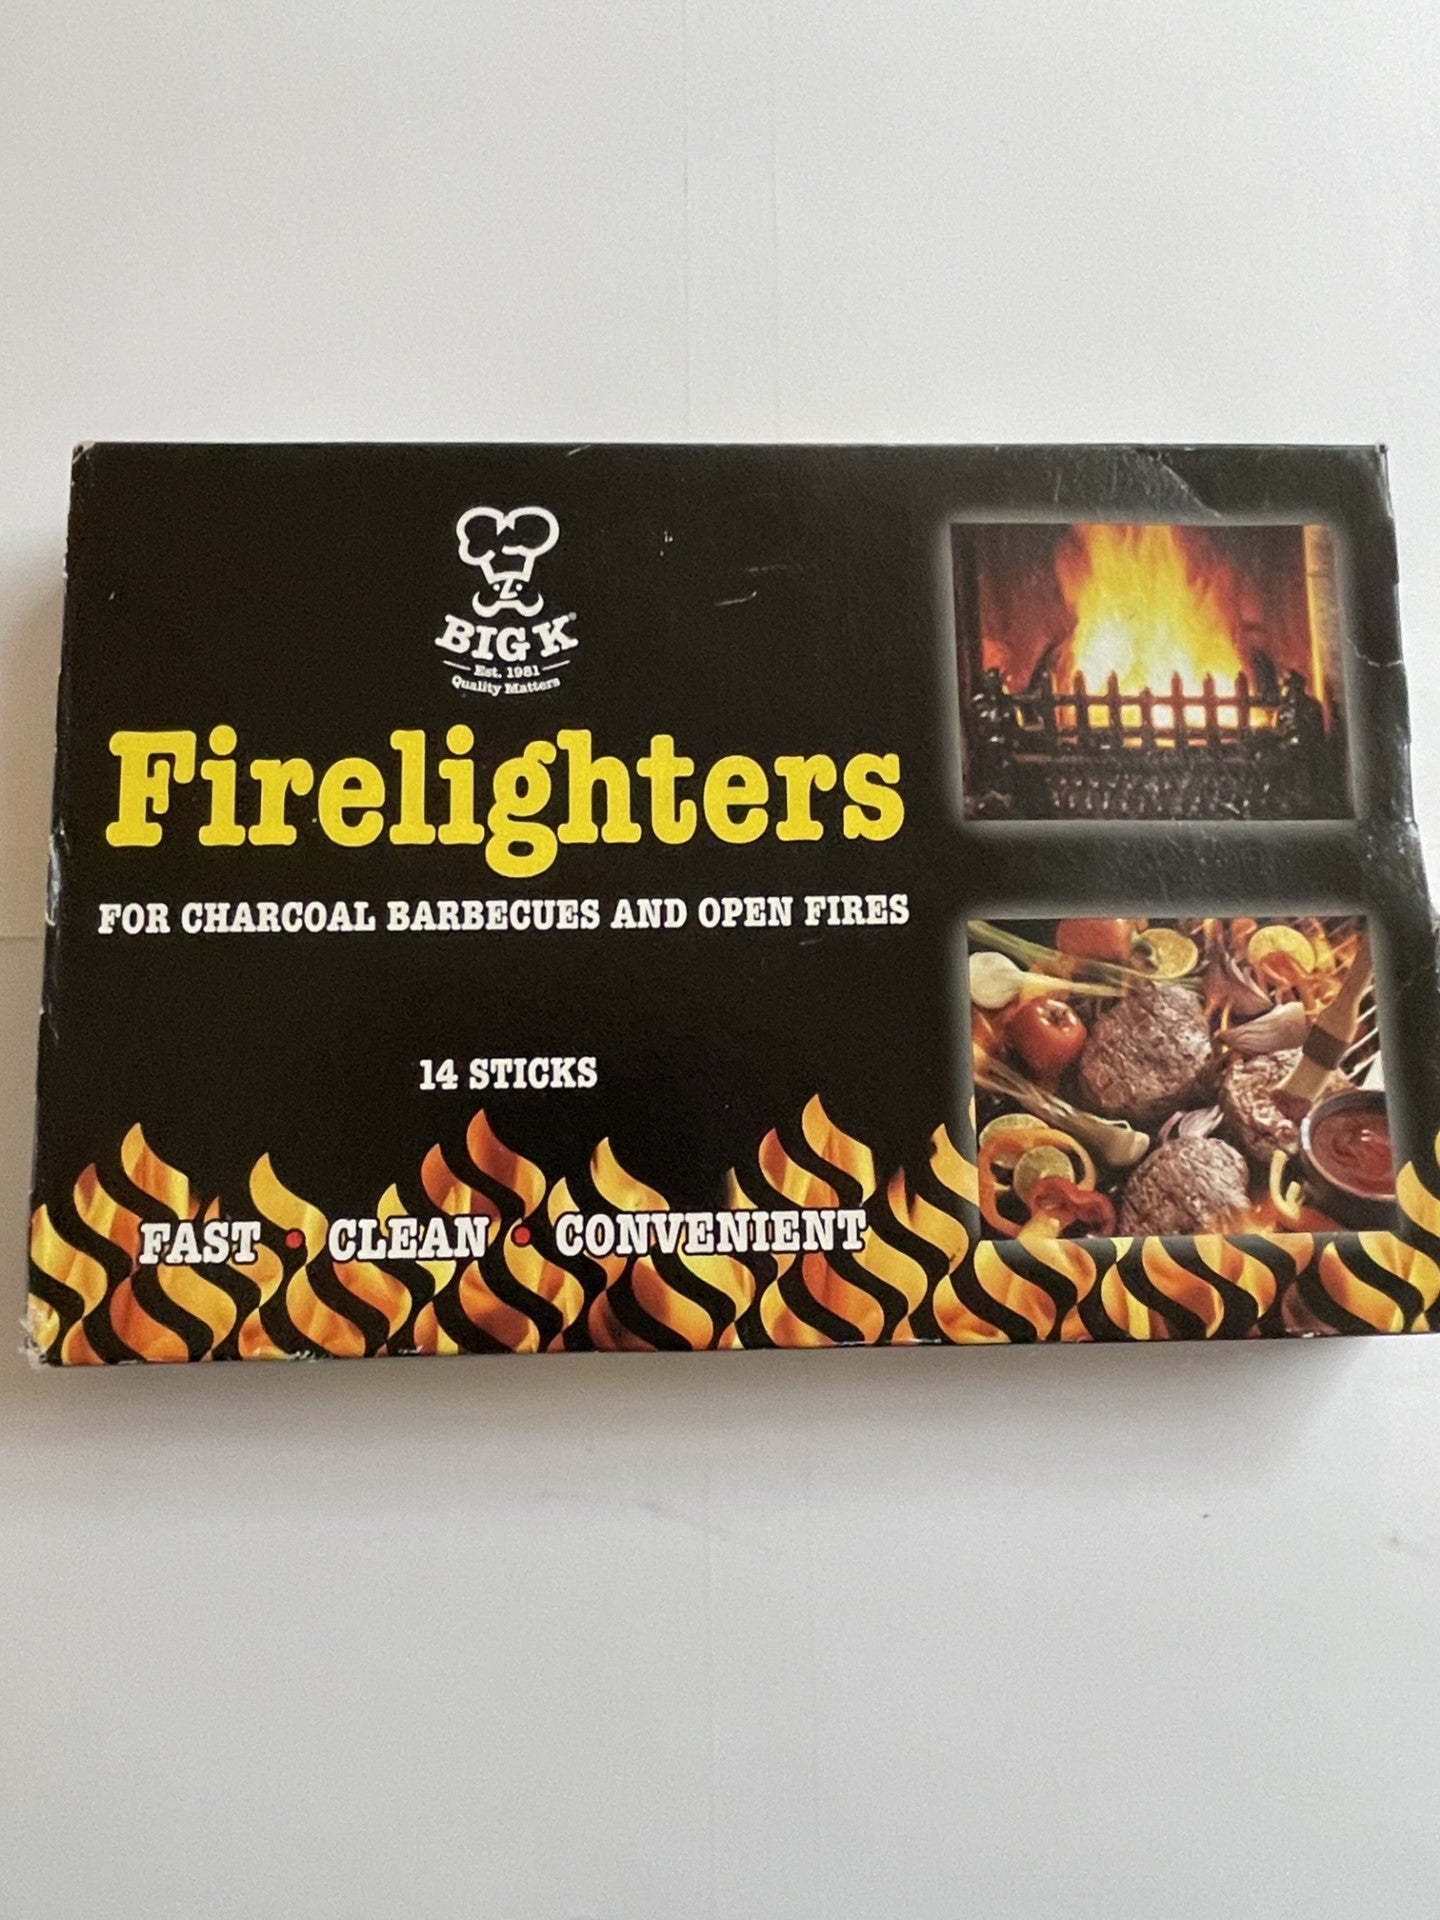 BIG K®
Est. 1981
Quality Matters
Firelighters
FOR CHARCOAL BARBECUES AND OPEN FIRES
14 STICKS
FAST • CLEAN • CONVENIENT